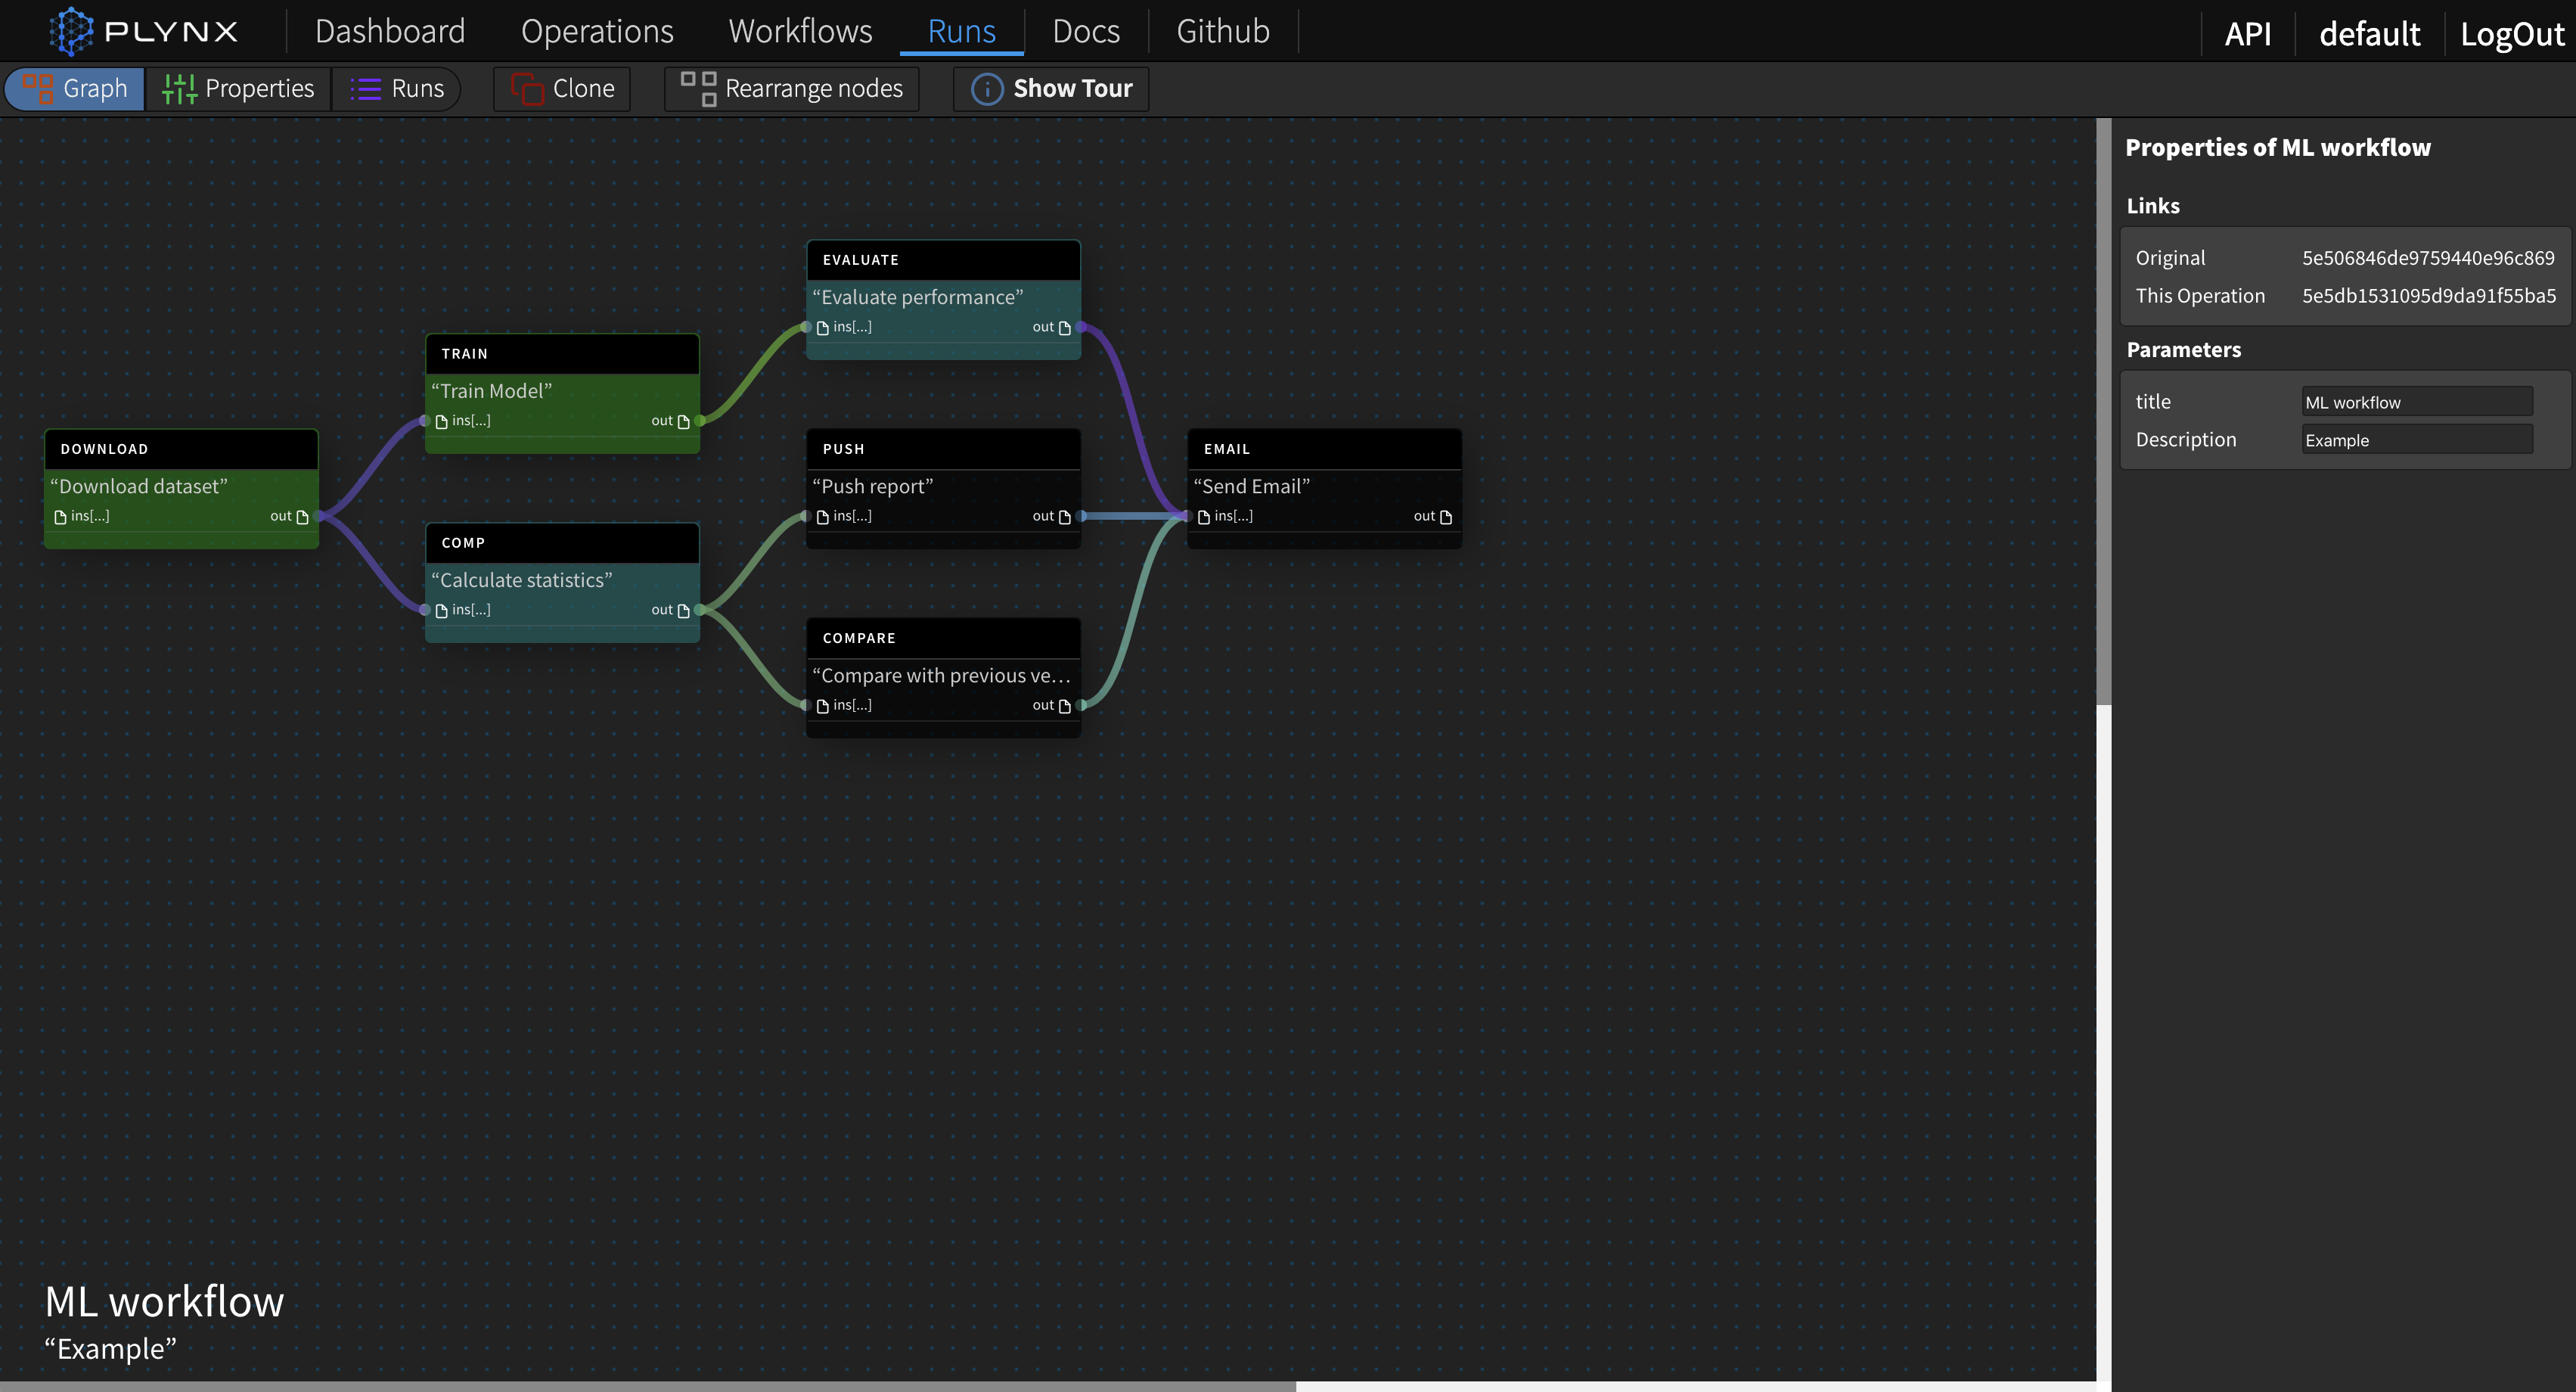 PLYNX
Dashboard
Operations
Workflows
Runs
Docs
Github
API
default
LogOut
Graph
Properties
Runs
Clone
Rearrange nodes
Show Tour
DOWNLOAD
“Download dataset”
ins[...] out
TRAIN
“Train Model”
ins[...] out
COMP
“Calculate statistics”
ins[...] out
EVALUATE
“Evaluate performance”
ins[...] out
PUSH
“Push report”
ins[...] out
COMPARE
“Compare with previous ve…
ins[...] out
EMAIL
“Send Email”
ins[...] out
ML workflow
“Example”
Properties of ML workflow
Links
Original 5e506846de9759440e96c869
This Operation 5e5db1531095d9da91f55ba5
Parameters
title ML workflow
Description Example